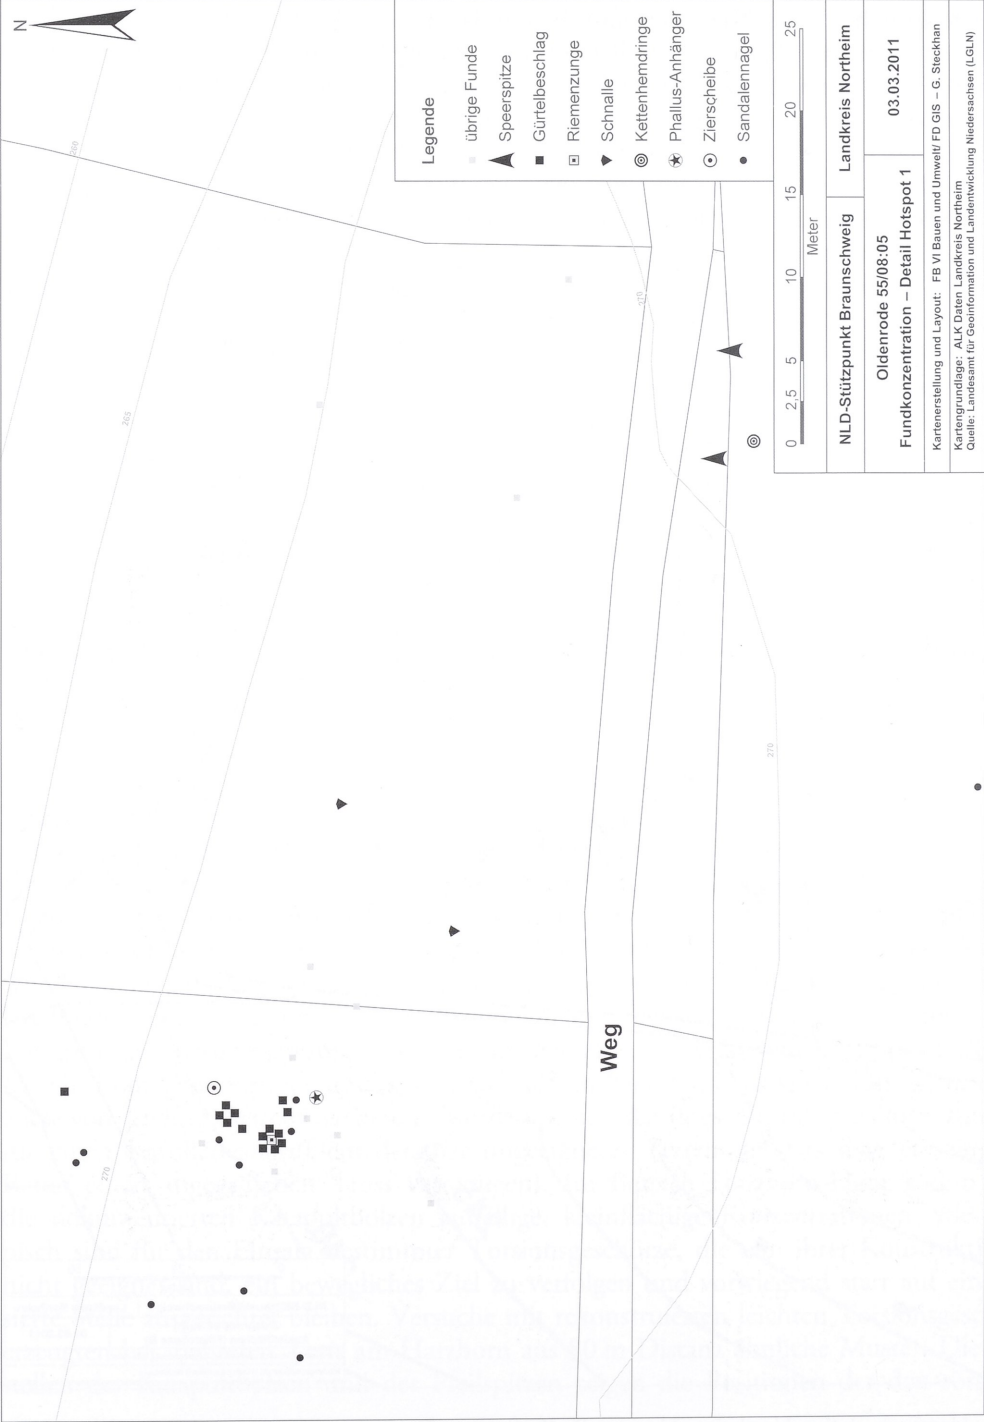 N
260
265
270
270
270
Weg
Legende
übrige Funde
Speerspitze
Gürtelbeschlag
Riemenzunge
Schnalle
Kettenhemdringe
Phallus-Anhänger
Zierscheibe
Sandalennagel
0 2,5 5 10 15 20 25
Meter
NLD-Stützpunkt Braunschweig
Landkreis Northeim
Oldenrode 55/08:05
Fundkonzentration – Detail Hotspot 1
03.03.2011
Kartenerstellung und Layout: FB VI Bauen und Umwelt/ FD GIS – G. Steckhan
Kartengrundlage: ALK Daten Landkreis Northeim
Quelle: Landesamt für Geoinformation und Landentwicklung Niedersachsen (LGLN)